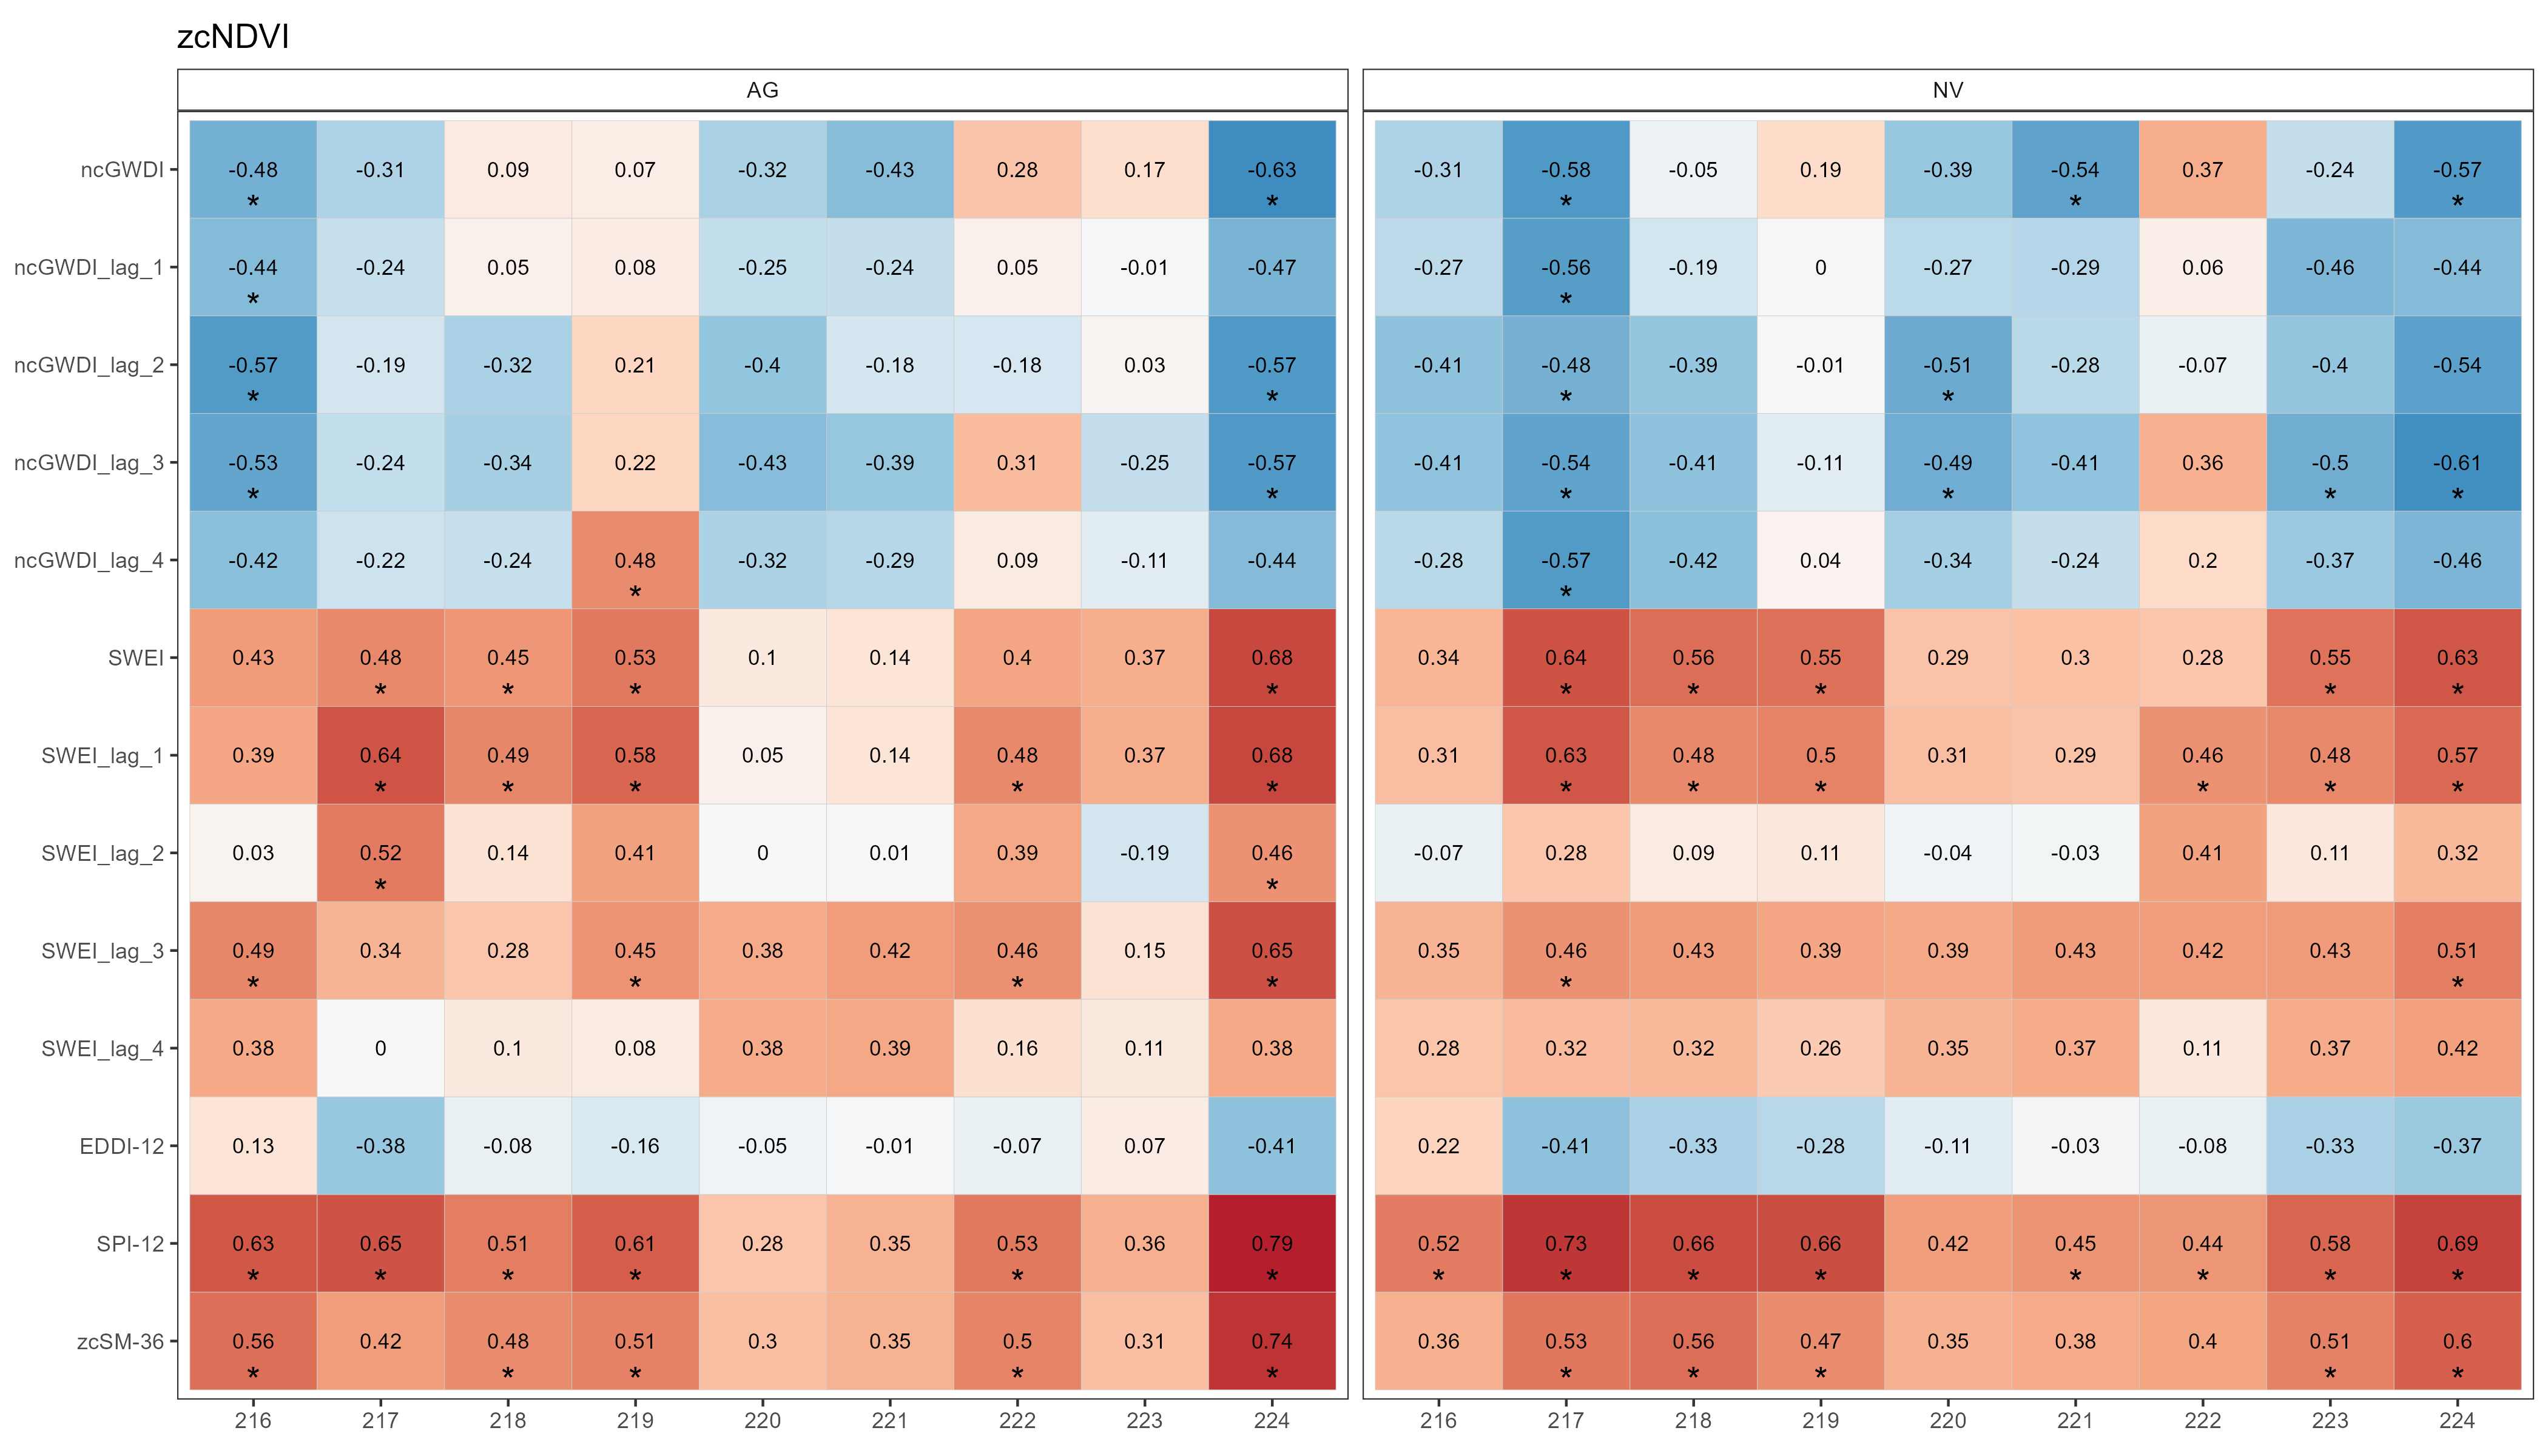 zcNDVI
AG NV
ncGWDI -0.48 -0.31 0.09 0.07 -0.32 -0.43 0.28 0.17 -0.63 -0.31 -0.58 -0.05 0.19 -0.39 -0.54 0.37 -0.24 -0.57
* * * * *
ncGWDI_lag_1 -0.44 -0.24 0.05 0.08 -0.25 -0.24 0.05 -0.01 -0.47 -0.27 -0.56 -0.19 0 -0.27 -0.29 0.06 -0.46 -0.44
* *
ncGWDI_lag_2 -0.57 -0.19 -0.32 0.21 -0.4 -0.18 -0.18 0.03 -0.57 -0.41 -0.48 -0.39 -0.01 -0.51 -0.28 -0.07 -0.4 -0.54
* * * *
ncGWDI_lag_3 -0.53 -0.24 -0.34 0.22 -0.43 -0.39 0.31 -0.25 -0.57 -0.41 -0.54 -0.41 -0.11 -0.49 -0.41 0.36 -0.5 -0.61
* * * * * *
ncGWDI_lag_4 -0.42 -0.22 -0.24 0.48 -0.32 -0.29 0.09 -0.11 -0.44 -0.28 -0.57 -0.42 0.04 -0.34 -0.24 0.2 -0.37 -0.46
* *
SWEI 0.43 0.48 0.45 0.53 0.1 0.14 0.4 0.37 0.68 0.34 0.64 0.56 0.55 0.29 0.3 0.28 0.55 0.63
* * * * * * * * *
SWEI_lag_1 0.39 0.64 0.49 0.58 0.05 0.14 0.48 0.37 0.68 0.31 0.63 0.48 0.5 0.31 0.29 0.46 0.48 0.57
* * * * * * * * * * *
SWEI_lag_2 0.03 0.52 0.14 0.41 0 0.01 0.39 -0.19 0.46 -0.07 0.28 0.09 0.11 -0.04 -0.03 0.41 0.11 0.32
* *
SWEI_lag_3 0.49 0.34 0.28 0.45 0.38 0.42 0.46 0.15 0.65 0.35 0.46 0.43 0.39 0.39 0.43 0.42 0.43 0.51
* * * * * *
SWEI_lag_4 0.38 0 0.1 0.08 0.38 0.39 0.16 0.11 0.38 0.28 0.32 0.32 0.26 0.35 0.37 0.11 0.37 0.42
EDDI-12 0.13 -0.38 -0.08 -0.16 -0.05 -0.01 -0.07 0.07 -0.41 0.22 -0.41 -0.33 -0.28 -0.11 -0.03 -0.08 -0.33 -0.37
SPI-12 0.63 0.65 0.51 0.61 0.28 0.35 0.53 0.36 0.79 0.52 0.73 0.66 0.66 0.42 0.45 0.44 0.58 0.69
* * * * * * * * * * * * * *
zcSM-36 0.56 0.42 0.48 0.51 0.3 0.35 0.5 0.31 0.74 0.36 0.53 0.56 0.47 0.35 0.38 0.4 0.51 0.6
* * * * * * * * * *
216 217 218 219 220 221 222 223 224 216 217 218 219 220 221 222 223 224